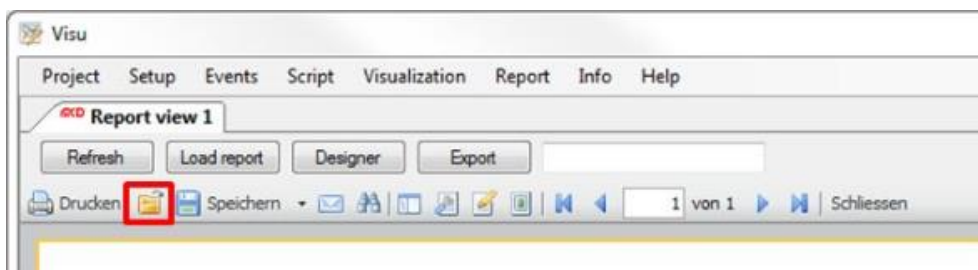 Visu
Project Setup Events Script Visualization Report Info Help
Report view 1
Refresh Load report Designer Export
Drucken Speichern 1 von 1 Schliessen